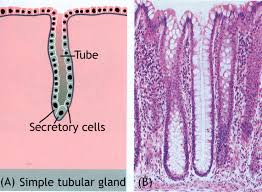 Tube
Secretory cells
(A) Simple tubular gland
(B)